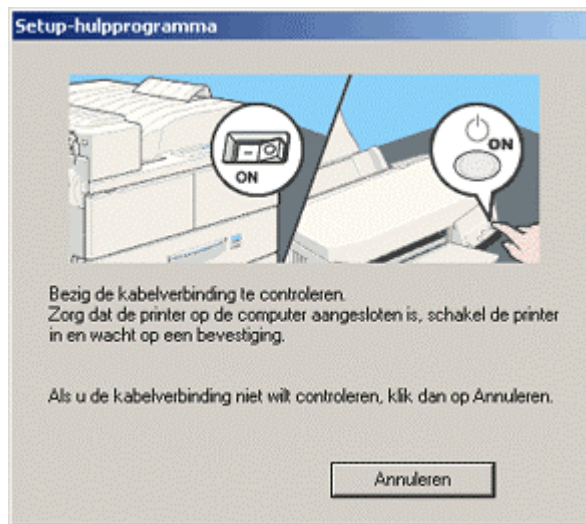 Setup-hulpprogramma
ON
ON
Bezig de kabelverbinding te controleren.
Zorg dat de printer op de computer aangesloten is, schakel de printer
in en wacht op een bevestiging.
Als u de kabelverbinding niet wilt controleren, klik dan op Annuleren.
Annuleren